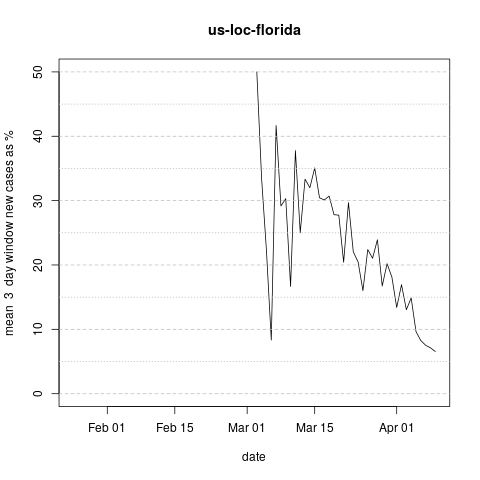 us-loc-florida
mean 3 day window new cases as %
50
40
30
20
10
0
Feb 01
Feb 15
Mar 01
Mar 15
Apr 01
date